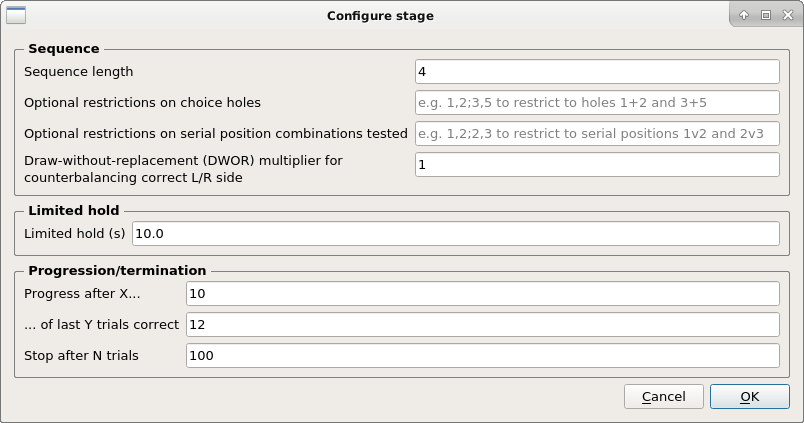 Configure stage
Sequence
Sequence length 4
Optional restrictions on choice holes e.g. 1,2;3,5 to restrict to holes 1+2 and 3+5
Optional restrictions on serial position combinations tested e.g. 1,2;2,3 to restrict to serial positions 1v2 and 2v3
Draw-without-replacement (DWOR) multiplier for
counterbalancing correct L/R side 1
Limited hold
Limited hold (s) 10.0
Progression/termination
Progress after X... 10
... of last Y trials correct 12
Stop after N trials 100
Cancel OK